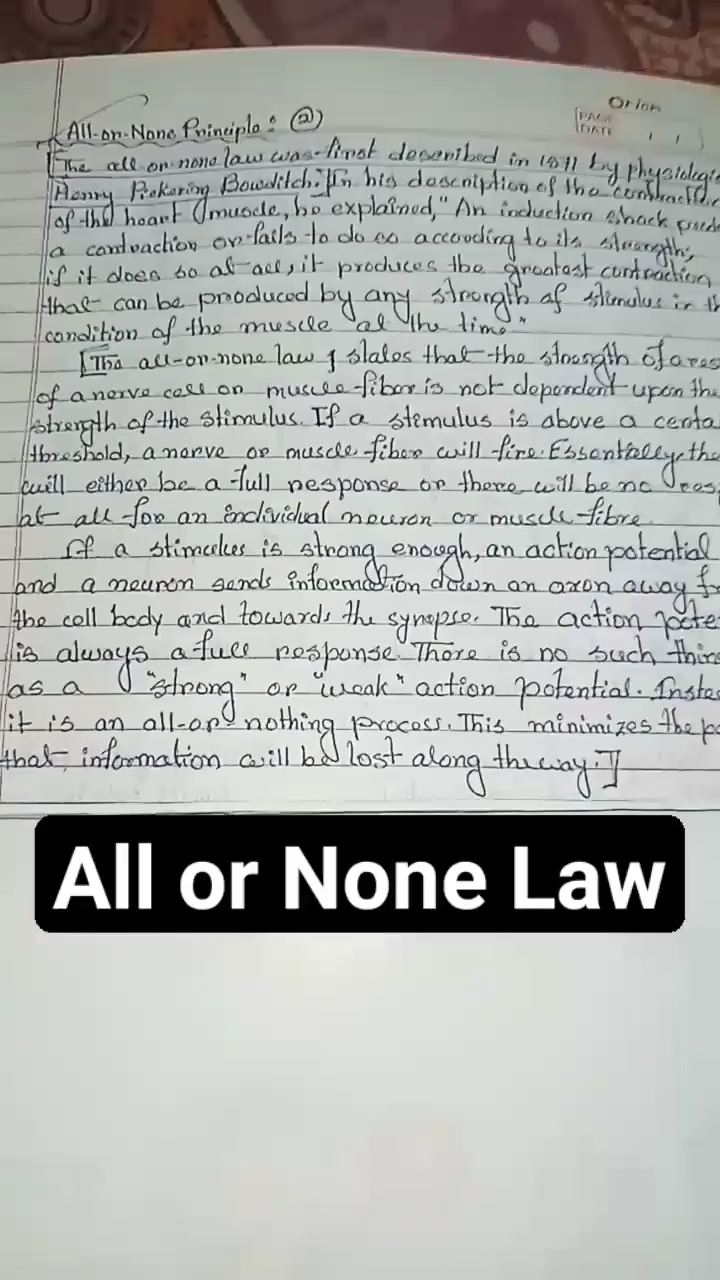 Orion
PAGE
DATE / /
All-or-None Principle: (2)
[The all or none law was first described in 1871 by physiologi
Henry Pickering Bowditch. In his description of the contractio
of the heart muscle, he explained, "An induction shock produ
a contraction or fails to do so according to its strength;
if it does so at all, it produces the greatest contraction
that can be produced by any strength of stimulus in th
condition of the muscle at the time."
[The all-or-none law states that the strength of a res
of a nerve cell or muscle fiber is not dependent upon the
strength of the stimulus. If a stimulus is above a certa
threshold, a nerve or muscle fiber will fire. Essentially, the
will either be a full response or there will be no res
at all for an individual neuron or muscle fibre.
If a stimulus is strong enough, an action potential
and a neuron sends information down an axon away f
the cell body and towards the synapse. The action pote
is always a full response. There is no such thin
as a "strong" or "weak" action potential. Inste
it is an all-or-nothing process. This minimizes the po
that information will be lost along the way.]
All or None Law